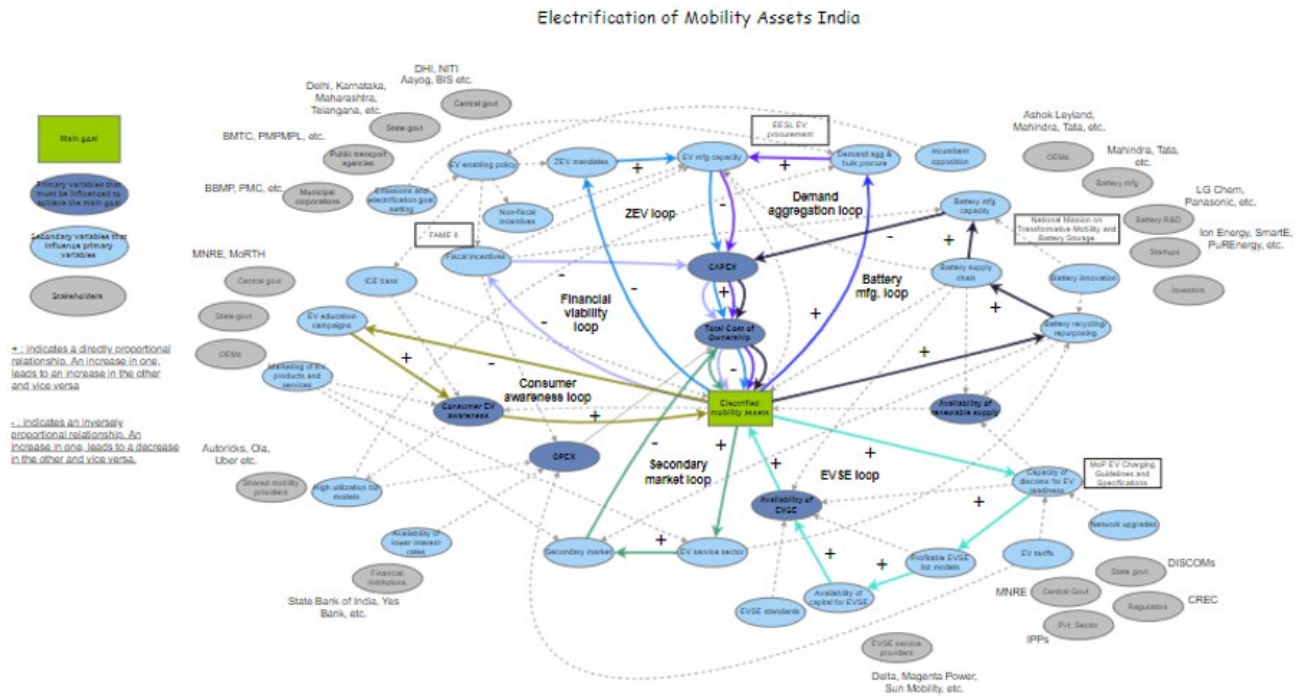 Electrification of Mobility Assets India
DHI, NITI
Aayog, BIS etc.
Central govt
Delhi, Karnataka,
Maharashtra,
Telangana, etc.
State govt
BMTC, PMPMPL, etc.
Public transport
agencies
BBMP, PMC, etc.
Municipal
corporations
Main goal
Primary variables that
must be influenced to
achieve the main goal
Secondary variables that
influence primary
variables
Stakeholders
+ : indicates a directly proportional
relationship. An increase in one,
leads to an increase in the other
and vice versa
- : indicates an inversely
proportional relationship. An
increase in one, leads to a decrease
in the other and vice versa.
EV enabling policy
ZEV mandates
EV mfg capacity
EESL EV
procurement
Demand agg &
bulk procure
Incumbent
opposition
Emissions and
electrification goal
setting
Non-fiscal
incentives
FAME II
Fiscal incentives
ICE bans
ZEV loop
Demand
aggregation loop
CAPEX
Total Cost of
Ownership
Financial
viability
loop
Battery
mfg. loop
Ashok Leyland,
Mahindra, Tata, etc.
OEMs
Mahindra, Tata,
etc.
Battery mfg
LG Chem,
Panasonic, etc.
Battery R&D
Ion Energy, SmartE,
PuREnergy, etc.
Startups
Investors
Battery mfg
capacity
National Mission on
Transformative Mobility and
Battery Storage
Battery supply
chain
Battery innovation
Battery recycling/
repurposing
MNRE, MoRTH
Central govt
State govt
OEMs
EV education
campaigns
Marketing of EV
products and
services
Consumer
awareness loop
Consumer EV
awareness
Electrified
mobility assets
Availability of
renewable supply
OPEX
Secondary
market loop
EVSE loop
Availability of
EVSE
Capacity of
discoms for EV
readiness
MoP EV Charging
Guidelines and
Specifications
Autoricks, Ola,
Uber etc.
Shared mobility
providers
High utilization biz
models
Availability of
lower interest
rates
Financial
Institutions
State Bank of India, Yes
Bank, etc.
Secondary market
EV service sector
EVSE standards
Availability of
capital for EVSE
Profitable EVSE
biz models
EV tariffs
Network upgrades
EVSE service
providers
Delta, Magenta Power,
Sun Mobility, etc.
State govt
DISCOMs
MNRE
Central Govt
Regulators
CREC
Pvt. Sector
IPPs
+
+
-
-
+
-
-
-
-
+
+
+
+
+
-
-
+
-
+
-
+
+
+
+
+
+
+